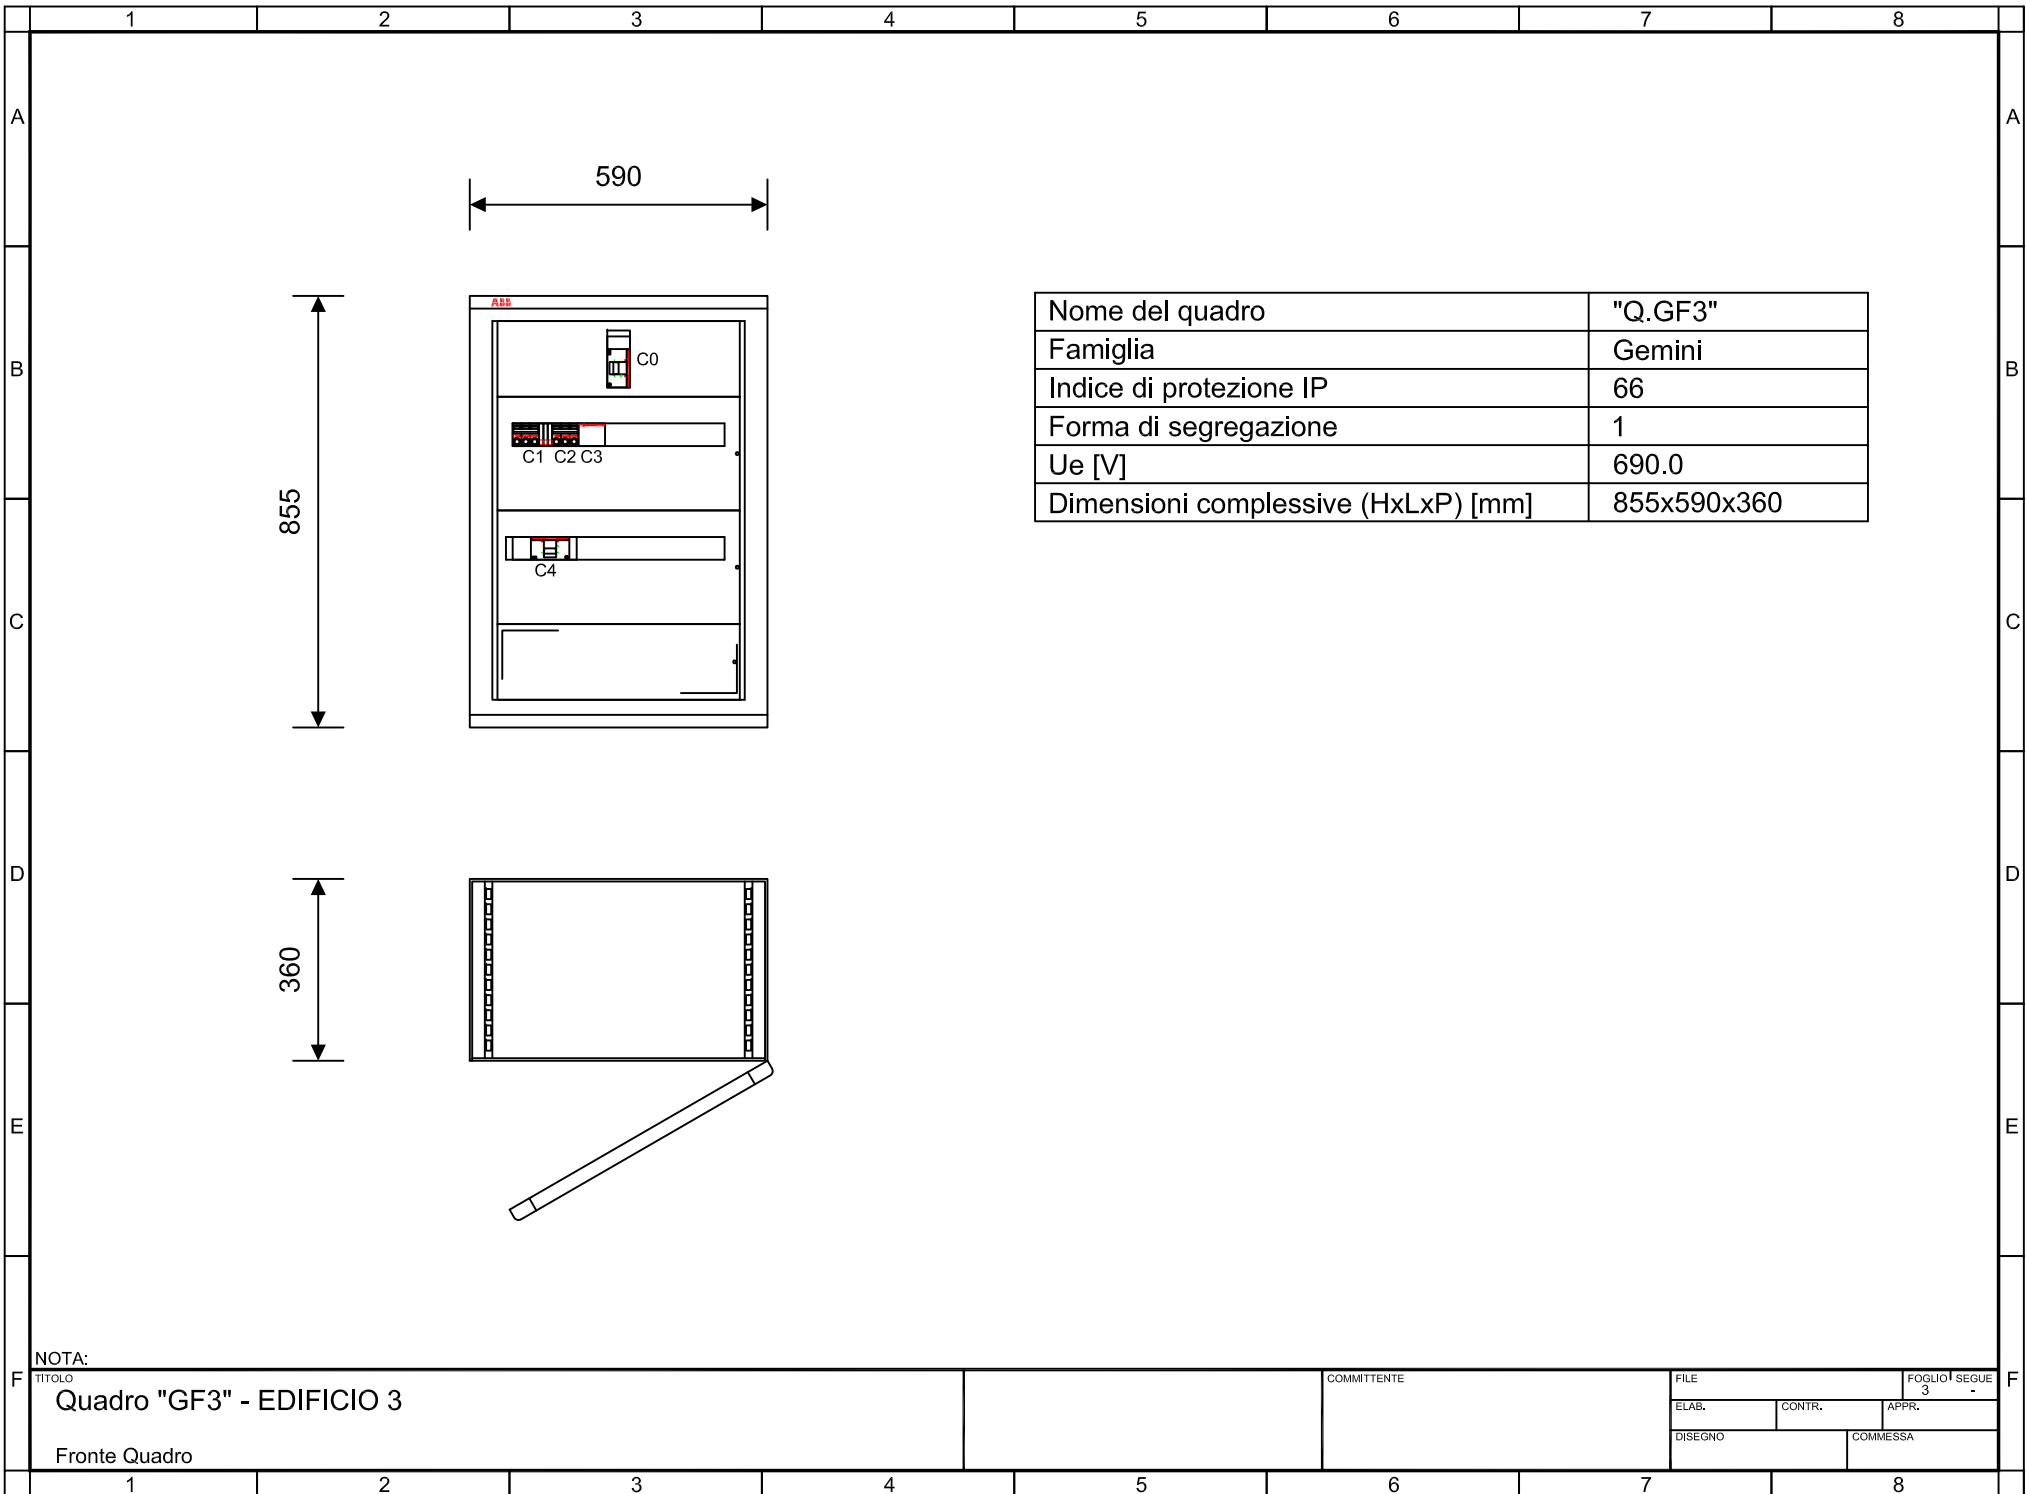 1 2 3 4 5 6 7 8
A A
590
ABB
C0
B B
C1 C2 C3
855
C4
C C
Nome del quadro "Q.GF3"
Famiglia Gemini
Indice di protezione IP 66
Forma di segregazione 1
Ue [V] 690.0
Dimensioni complessive (HxLxP) [mm] 855x590x360
D D
360
E E
NOTA:
F F
TITOLO
Quadro "GF3" - EDIFICIO 3
Fronte Quadro
COMMITTENTE
FILE
FOGLIO SEGUE
3 -
ELAB. CONTR. APPR.
DISEGNO COMMESSA
1 2 3 4 5 6 7 8